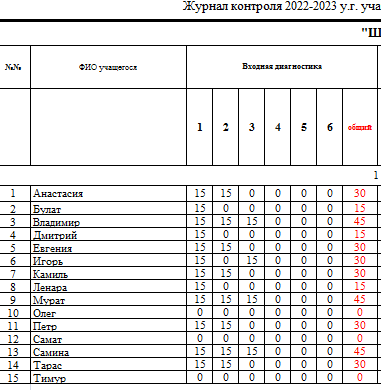 Журнал контроля 2022-2023 у.г. уча
"Ш
№№ ФИО учащегося Входная диагностика
1 2 3 4 5 6 общий
1
1 Анастасия 15 15 0 0 0 0 30
2 Булат 15 0 0 0 0 0 15
3 Владимир 15 15 15 0 0 0 45
4 Дмитрий 15 0 0 0 0 0 15
5 Евгения 15 15 0 0 0 0 30
6 Игорь 15 0 15 0 0 0 30
7 Камиль 15 15 0 0 0 0 30
8 Ленара 15 0 0 0 0 0 15
9 Мурат 15 15 15 0 0 0 45
10 Олег 0 0 0 0 0 0 0
11 Петр 15 15 0 0 0 0 30
12 Самат 0 0 0 0 0 0 0
13 Самина 15 15 15 0 0 0 45
14 Тарас 15 15 0 0 0 0 30
15 Тимур 0 0 0 0 0 0 0